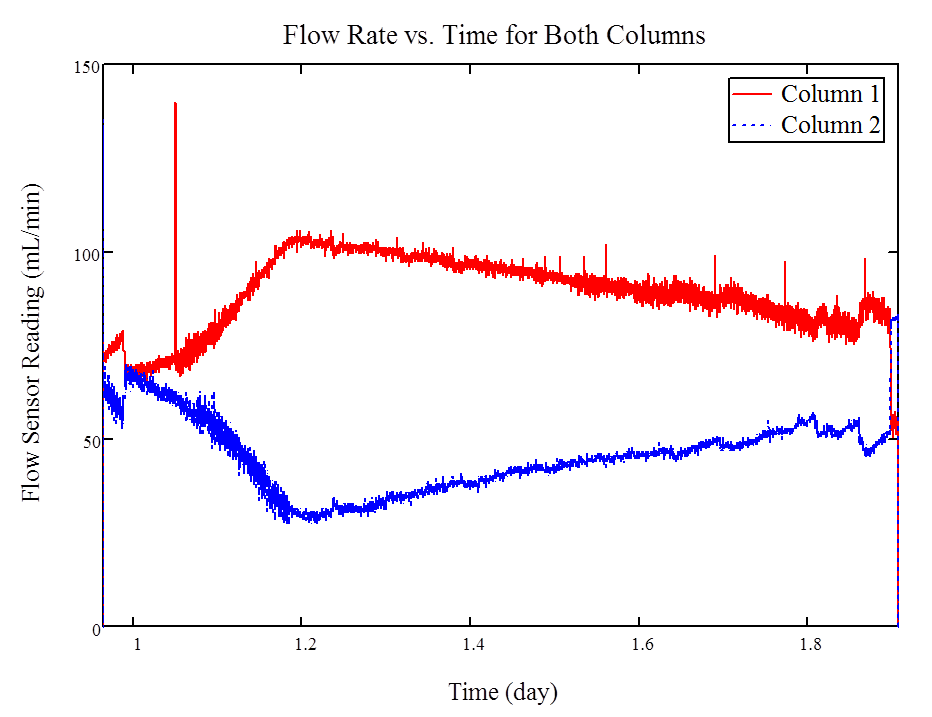 Flow Rate vs. Time for Both Columns
150
100
50
0
Flow Sensor Reading (mL/min)
Column 1
Column 2
1
1.2
1.4
1.6
1.8
Time (day)